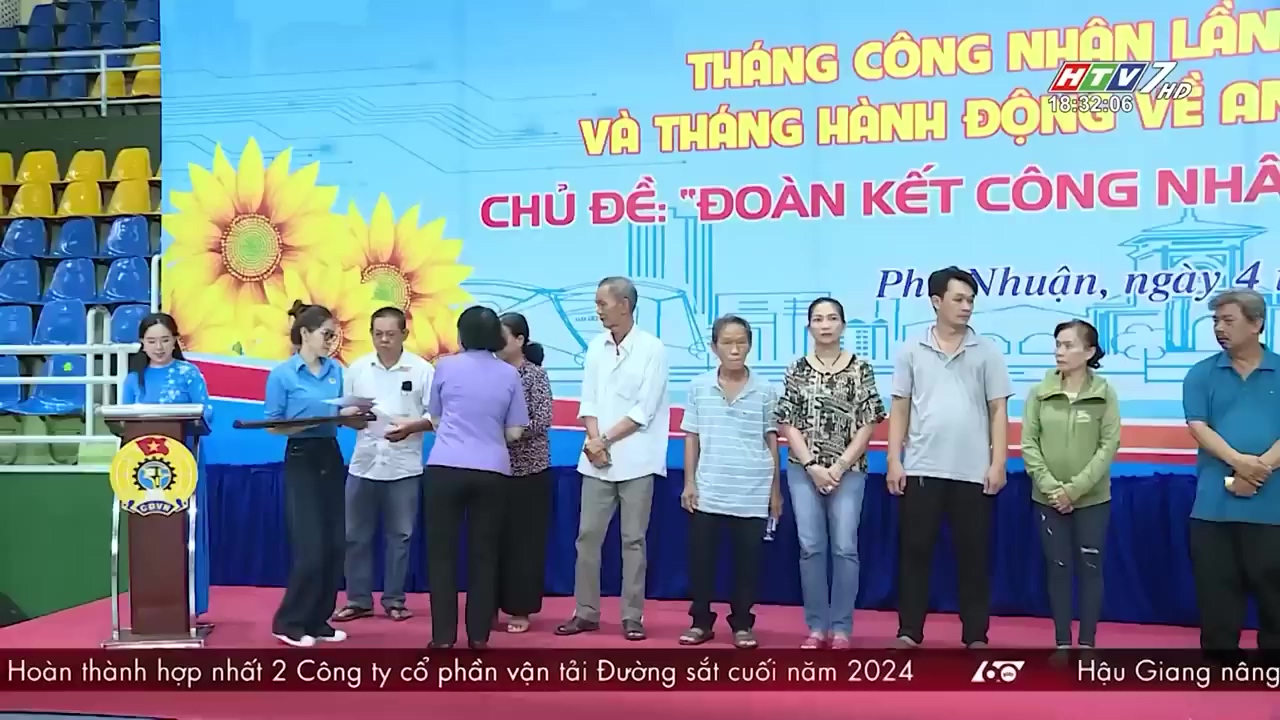 THÁNG CÔNG NHÂN LẦN
HTV7 HD
18:32:06
VÀ THÁNG HÀNH ĐỘNG VỀ AN
CHỦ ĐỀ: "ĐOÀN KẾT CÔNG NHÂ
Phú Nhuận, ngày 4
CĐVN
Hoàn thành hợp nhất 2 Công ty cổ phần vận tải Đường sắt cuối năm 2024
60 giây
Hậu Giang nâng